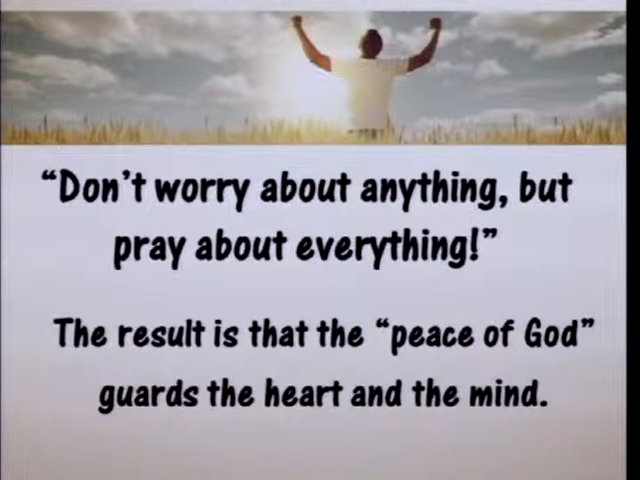 “Don’t worry about anything, but
pray about everything!”
The result is that the “peace of God”
guards the heart and the mind.